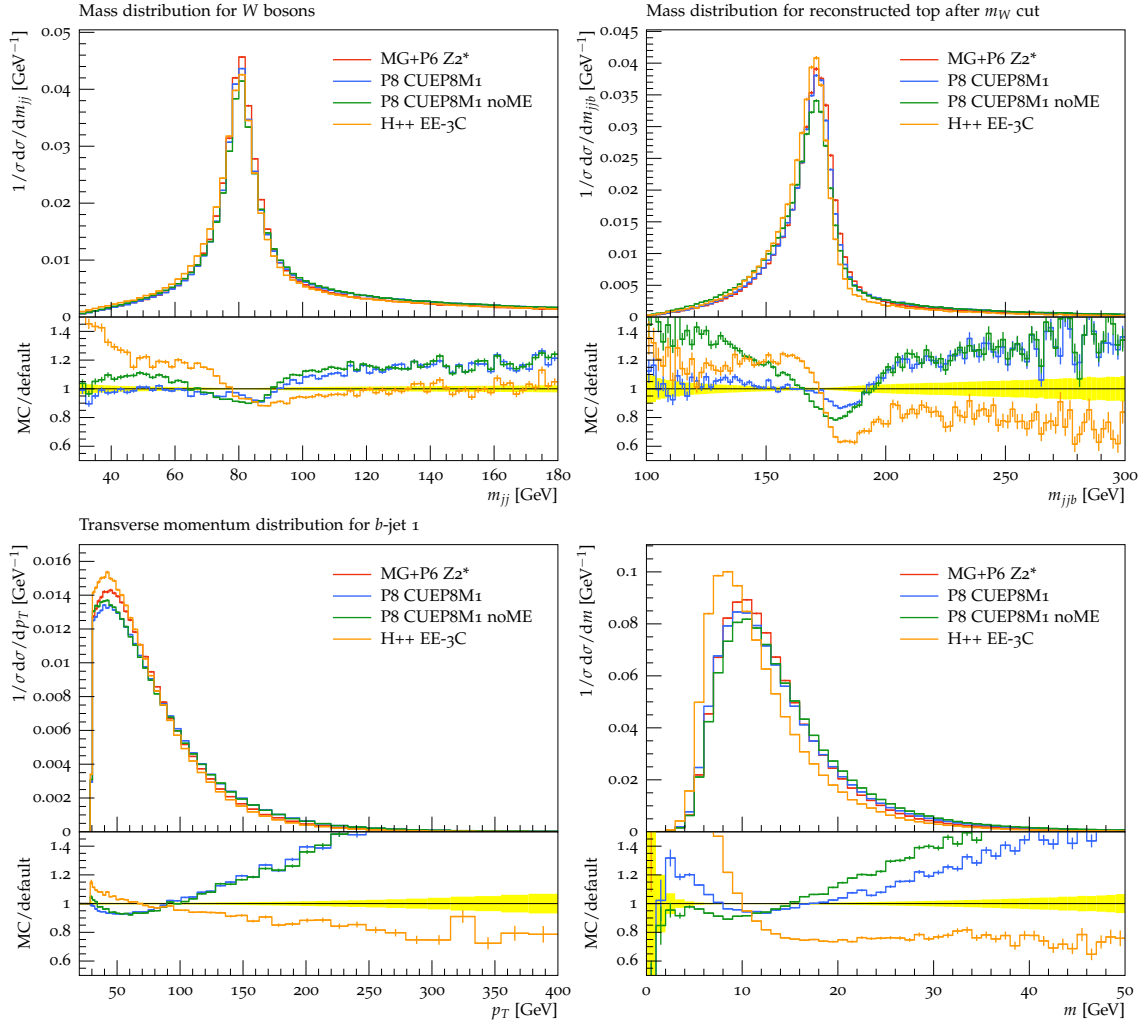 Mass distribution for W bosons
1/σ dσ/dm_jj [GeV⁻¹]
0.05
0.04
0.03
0.02
0.01
0
MG+P6 Z2*
P8 CUEP8M1
P8 CUEP8M1 noME
H++ EE-3C
MC/default
1.4
1.2
1
0.8
0.6
40 60 80 100 120 140 160 180
m_jj [GeV]
Mass distribution for reconstructed top after m_W cut
1/σ dσ/dm_jjb [GeV⁻¹]
0.045
0.04
0.035
0.03
0.025
0.02
0.015
0.01
0.005
0
MG+P6 Z2*
P8 CUEP8M1
P8 CUEP8M1 noME
H++ EE-3C
MC/default
1.4
1.2
1
0.8
0.6
100 150 200 250 300
m_jjb [GeV]
Transverse momentum distribution for b-jet 1
1/σ dσ/dp_T [GeV⁻¹]
0.016
0.014
0.012
0.01
0.008
0.006
0.004
0.002
0
MG+P6 Z2*
P8 CUEP8M1
P8 CUEP8M1 noME
H++ EE-3C
MC/default
1.4
1.2
1
0.8
0.6
50 100 150 200 250 300 350 400
p_T [GeV]
1/σ dσ/dm [GeV⁻¹]
0.1
0.08
0.06
0.04
0.02
0
MG+P6 Z2*
P8 CUEP8M1
P8 CUEP8M1 noME
H++ EE-3C
MC/default
1.4
1.2
1
0.8
0.6
0 10 20 30 40 50
m [GeV]